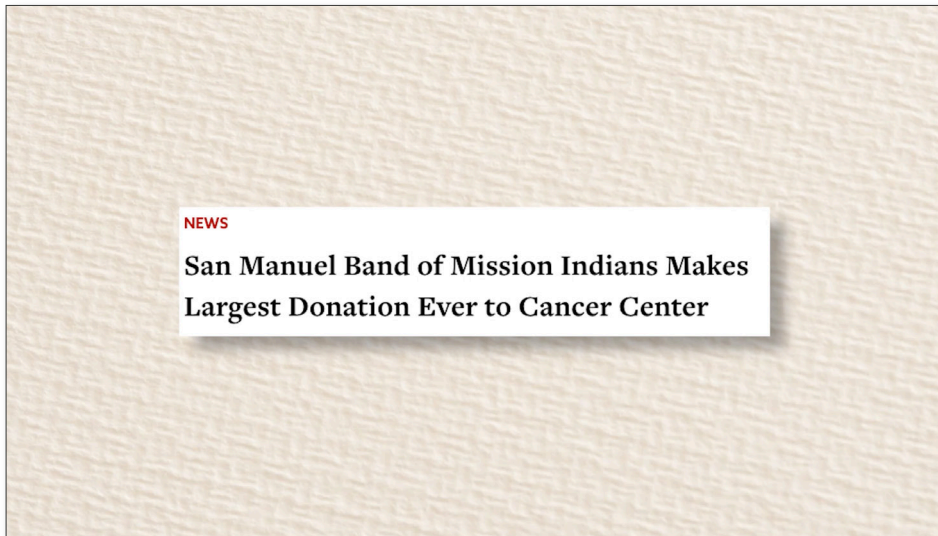 NEWS
San Manuel Band of Mission Indians Makes
Largest Donation Ever to Cancer Center